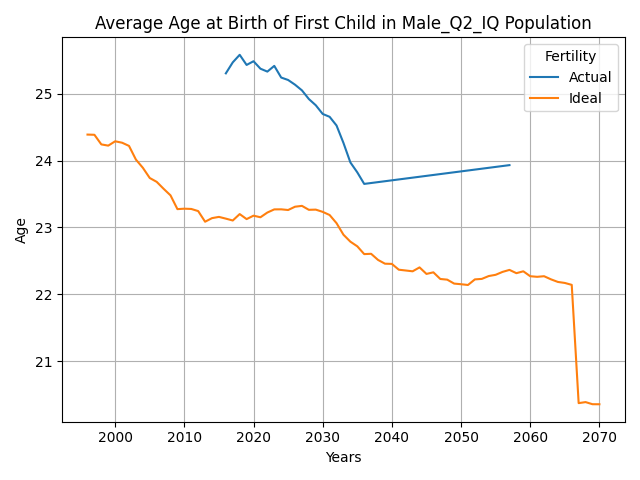 Average Age at Birth of First Child in Male_Q2_IQ Population
Fertility
Actual
Ideal
Age
25
24
23
22
21
2000 2010 2020 2030 2040 2050 2060 2070
Years